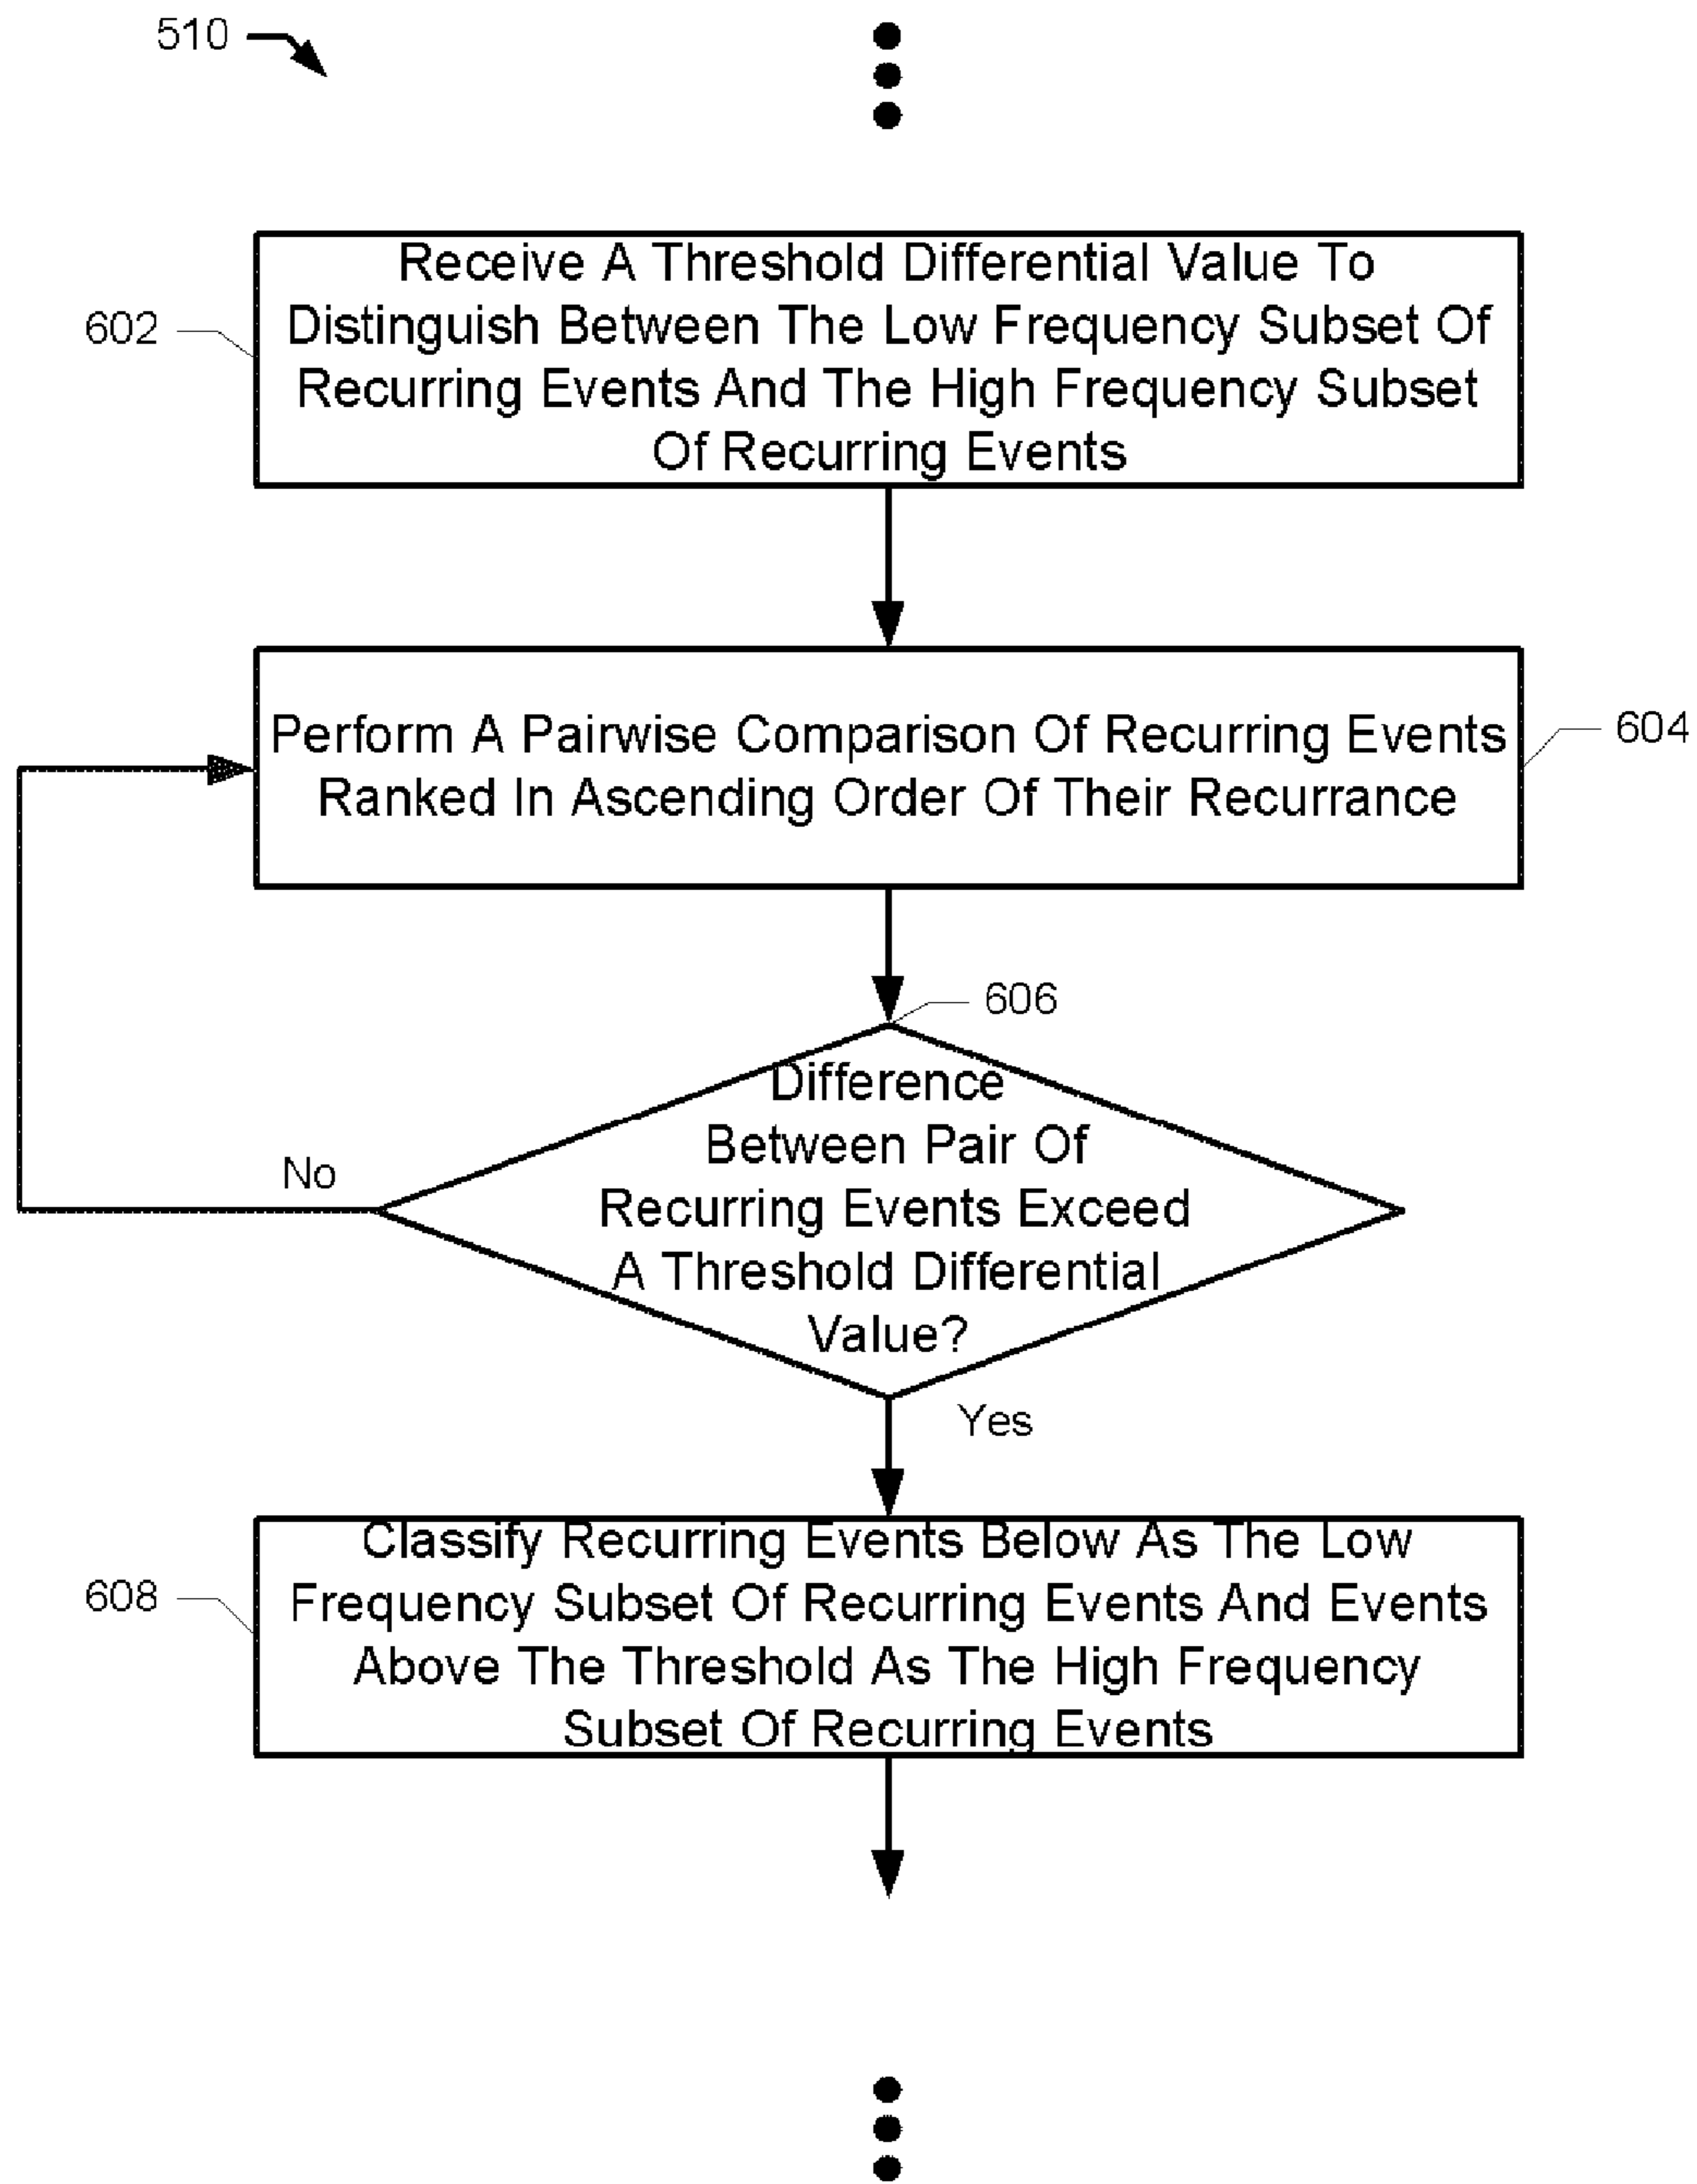 510
Receive A Threshold Differential Value To
Distinguish Between The Low Frequency Subset Of
Recurring Events And The High Frequency Subset
Of Recurring Events
602
Perform A Pairwise Comparison Of Recurring Events
Ranked In Ascending Order Of Their Recurrance
604
606
Difference
Between Pair Of
Recurring Events Exceed
A Threshold Differential
Value?
No
Yes
Classify Recurring Events Below As The Low
Frequency Subset Of Recurring Events And Events
Above The Threshold As The High Frequency
Subset Of Recurring Events
608